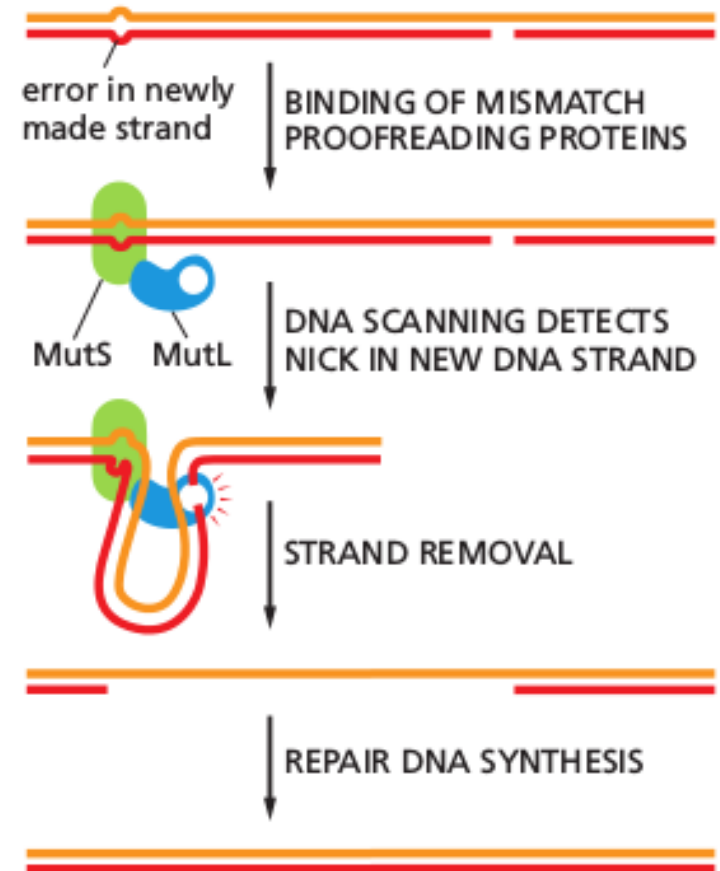 error in newly
made strand
BINDING OF MISMATCH
PROOFREADING PROTEINS
MutS
MutL
DNA SCANNING DETECTS
NICK IN NEW DNA STRAND
STRAND REMOVAL
REPAIR DNA SYNTHESIS